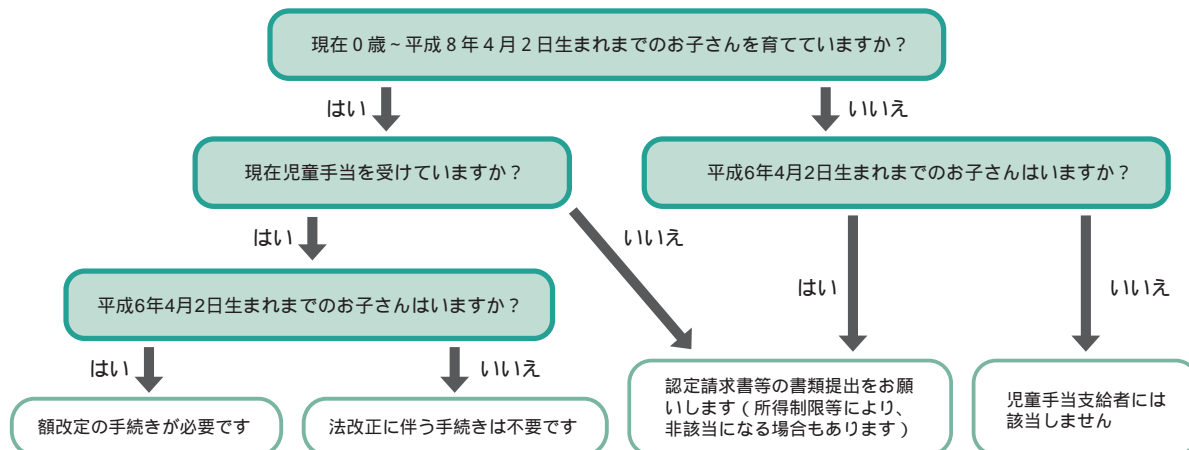 現在０歳～平成８年４月２日生まれまでのお子さんを育てていますか？
はい
いいえ
現在児童手当を受けていますか？
平成6年4月2日生まれまでのお子さんはいますか？
はい
いいえ
はい
いいえ
平成6年4月2日生まれまでのお子さんはいますか？
はい
いいえ
額改定の手続きが必要です
法改正に伴う手続きは不要です
認定請求書等の書類提出をお願
いします（所得制限等により、
非該当になる場合もあります）
児童手当支給者には
該当しません